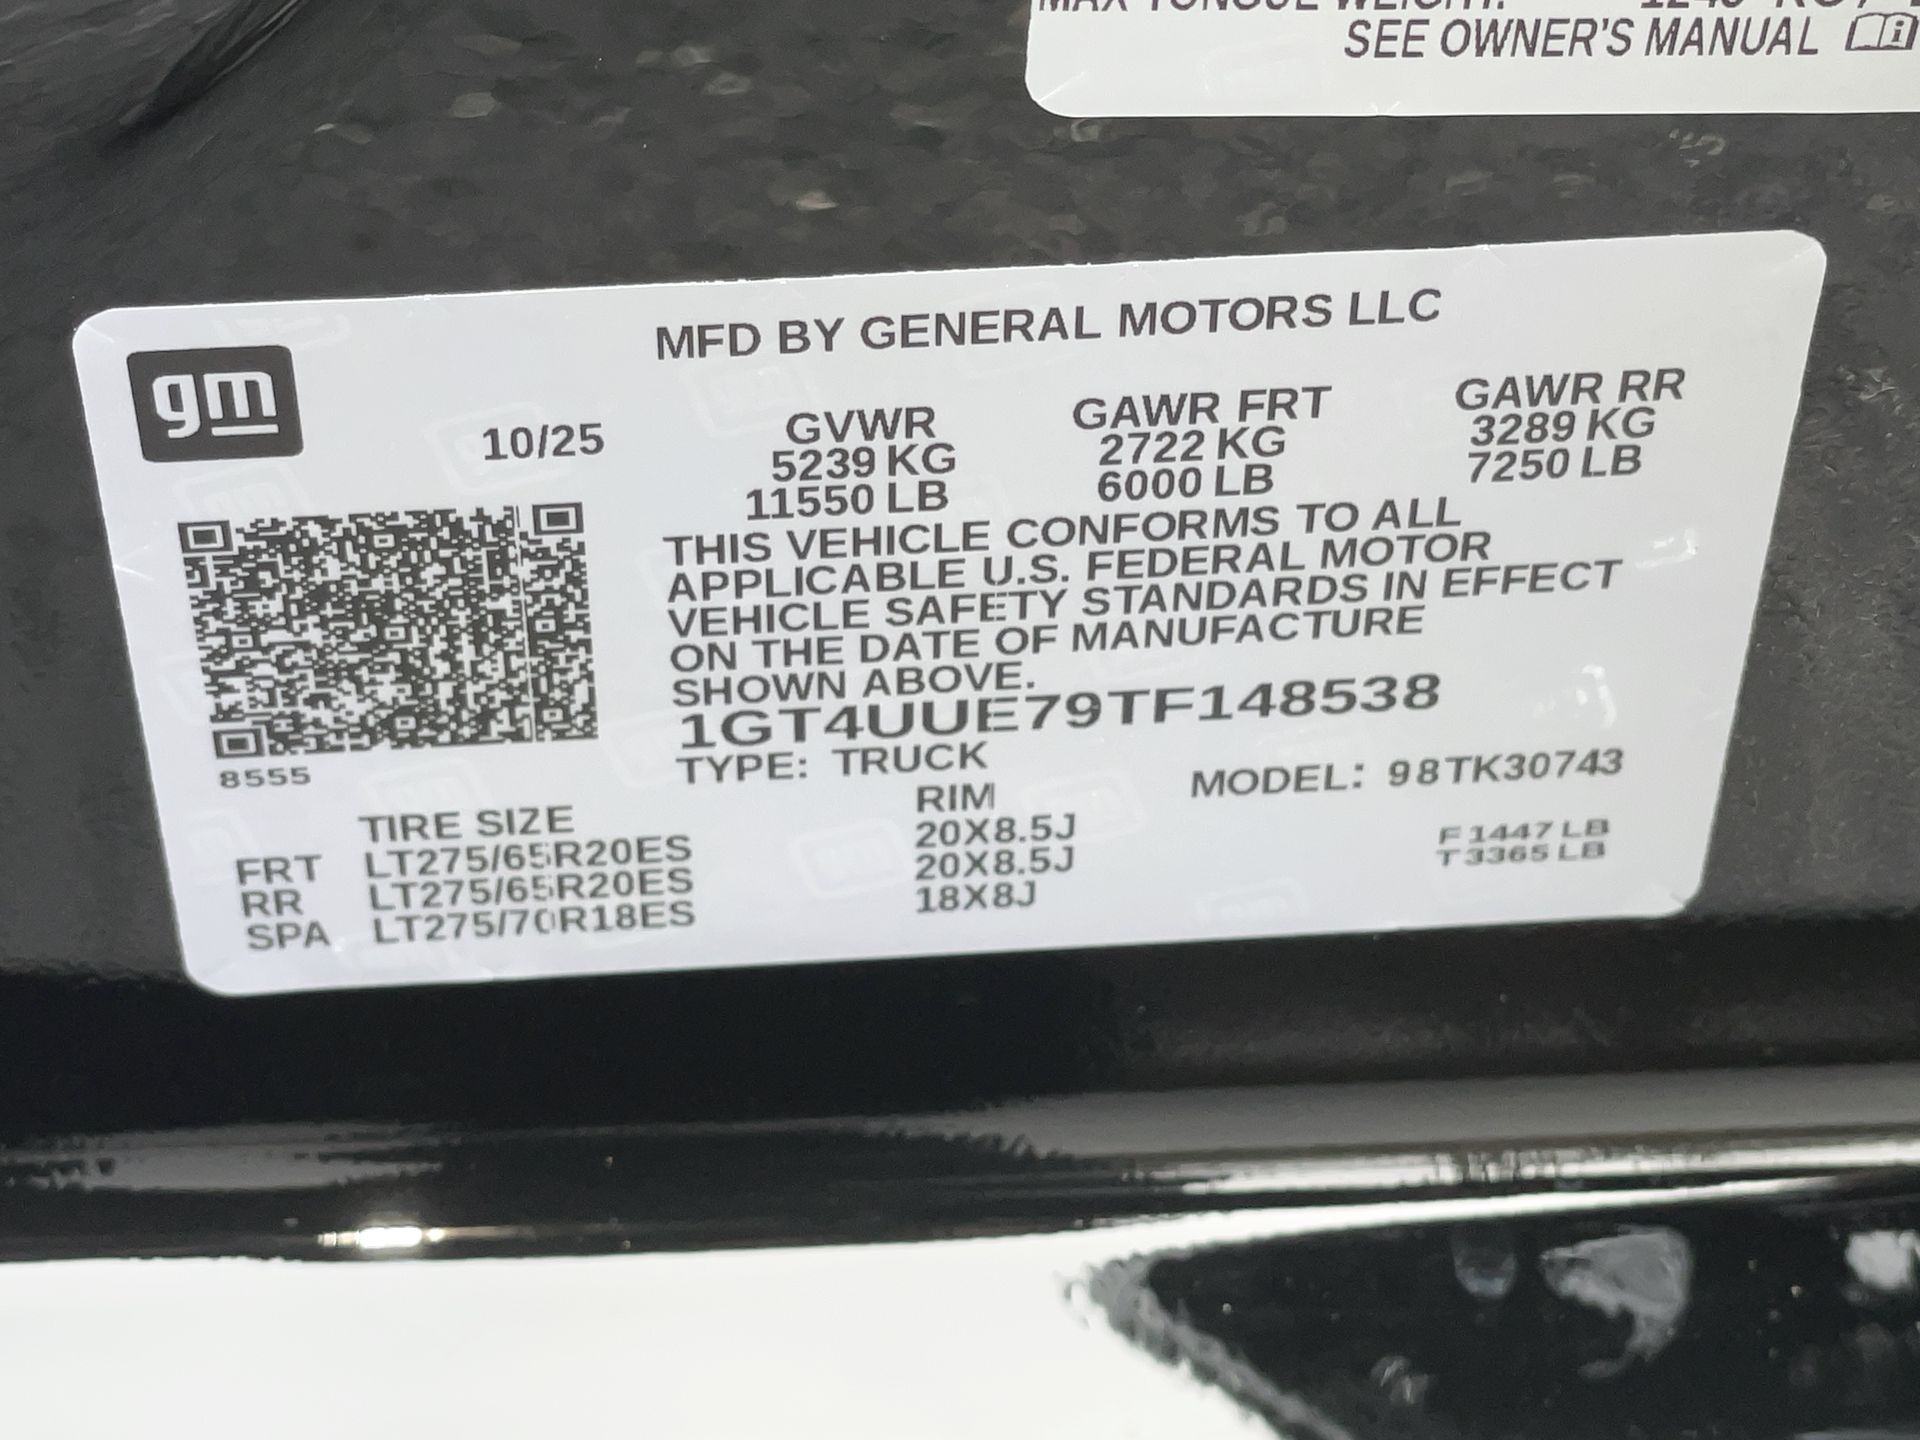 SEE OWNER'S MANUAL
gm
MFD BY GENERAL MOTORS LLC
10/25
GVWR GAWR FRT GAWR RR
5239 KG 2722 KG 3289 KG
11550 LB 6000 LB 7250 LB
THIS VEHICLE CONFORMS TO ALL
APPLICABLE U.S. FEDERAL MOTOR
VEHICLE SAFETY STANDARDS IN EFFECT
ON THE DATE OF MANUFACTURE
SHOWN ABOVE.
1GT4UUE79TF148538
8555
TYPE: TRUCK MODEL: 98TK30743
TIRE SIZE RIM
FRT LT275/65R20ES 20X8.5J
RR LT275/65R20ES 20X8.5J
SPA LT275/70R18ES 18X8J
F 1447 LB
T 3365 LB